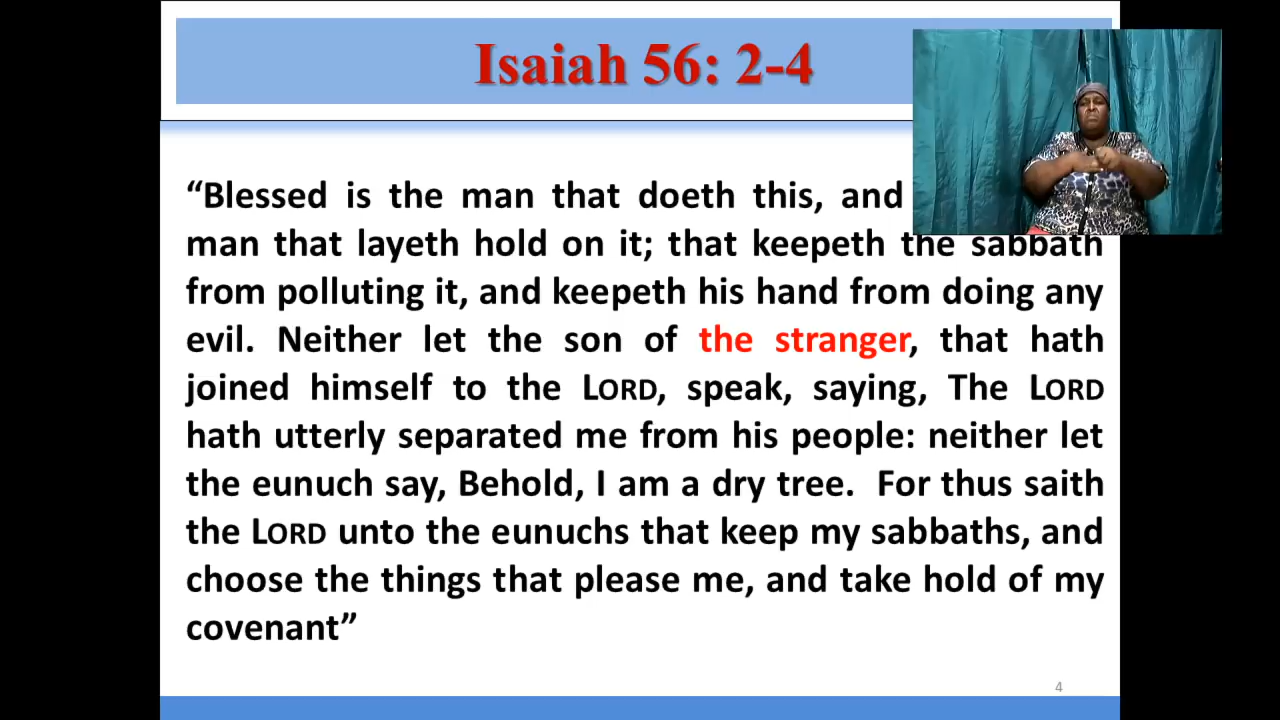 Isaiah 56: 2-4
“Blessed is the man that doeth this, and
man that layeth hold on it; that keepeth the sabbath
from polluting it, and keepeth his hand from doing any
evil. Neither let the son of the stranger, that hath
joined himself to the LORD, speak, saying, The LORD
hath utterly separated me from his people: neither let
the eunuch say, Behold, I am a dry tree.  For thus saith
the LORD unto the eunuchs that keep my sabbaths, and
choose the things that please me, and take hold of my
covenant”
4